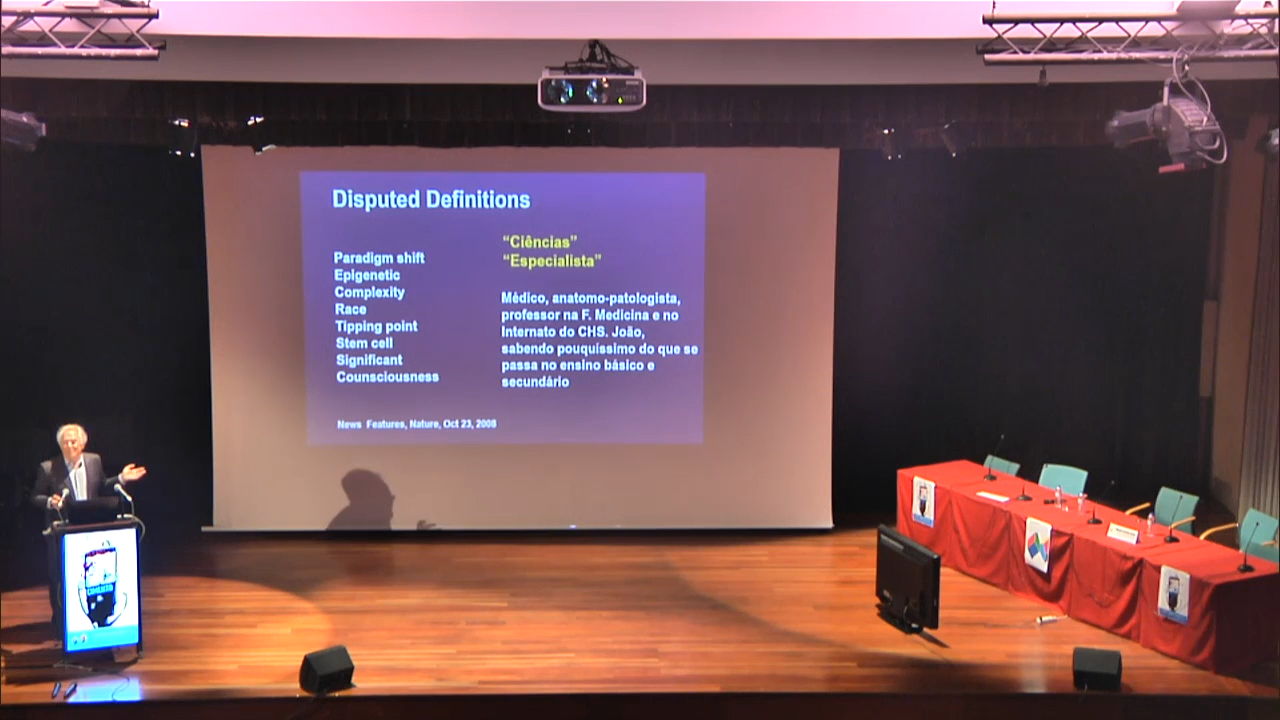 Disputed Definitions
Paradigm shift
Epigenetic
Complexity
Race
Tipping point
Stem cell
Significant
Counsciousness
News Features, Nature, Oct 23, 2008
“Ciências”
“Especialista”
Médico, anatomo-patologista,
professor na F. Medicina e no
Internato do CHS. João,
sabendo pouquíssimo do que se
passa no ensino básico e
secundário